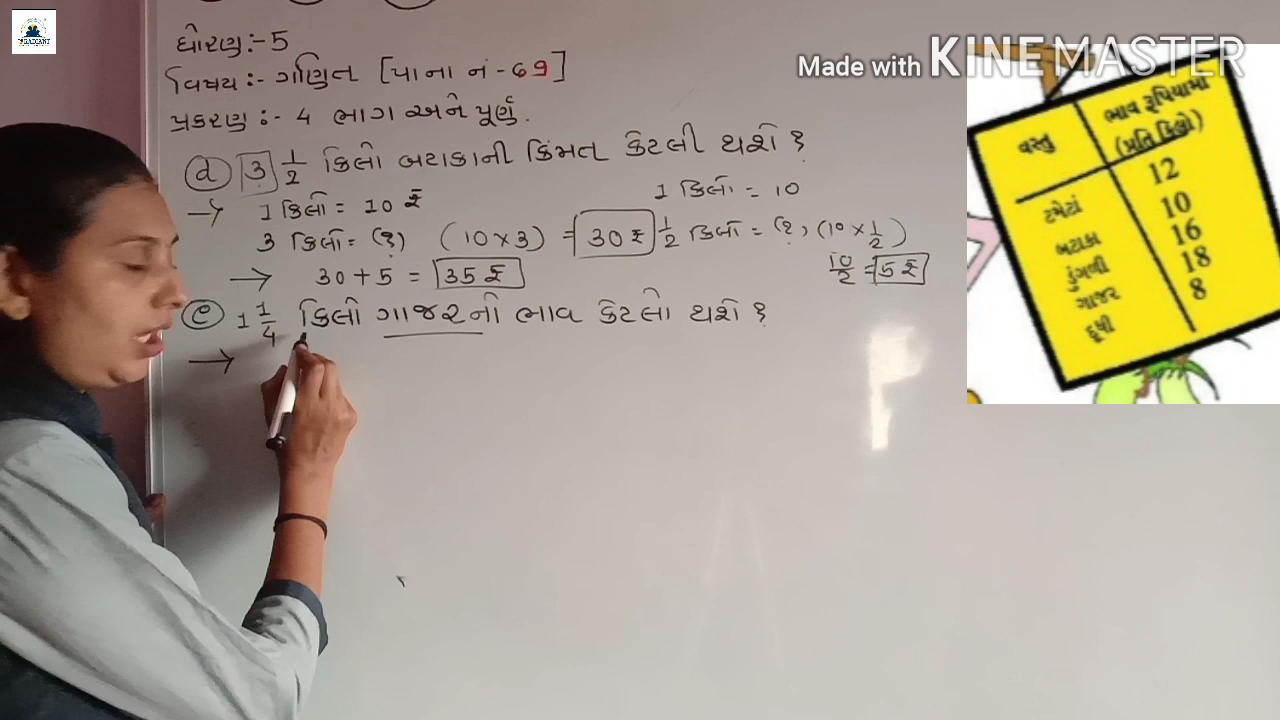 RADIANT
Made with KINEMASTER
ધોરણ:-5
વિષય:- ગણિત [પાના નં-69]
પ્રકરણ:- 4 ભાગ અને પૂર્ણ.
(d) 3 1/2 કિલો બટાકાની કિંમત કેટલી થશે?
→ 1 કિલો = 10 ₹ 1 કિલો = 10
3 કિલો = (?) (10 × 3) = 30 ₹ 1/2 કિલો = (?), (10 × 1/2)
→ 30 + 5 = 35 ₹ 10/2 = 5 ₹
(e) 1 1/4 કિલો ગાજરનો ભાવ કેટલો થશે?
→
વસ્તુ ભાવ રૂપિયામાં (પ્રતિ કિલો)
ટમેટાં 12
બટાકા 10
ડુંગળી 16
ગાજર 18
દૂધી 8